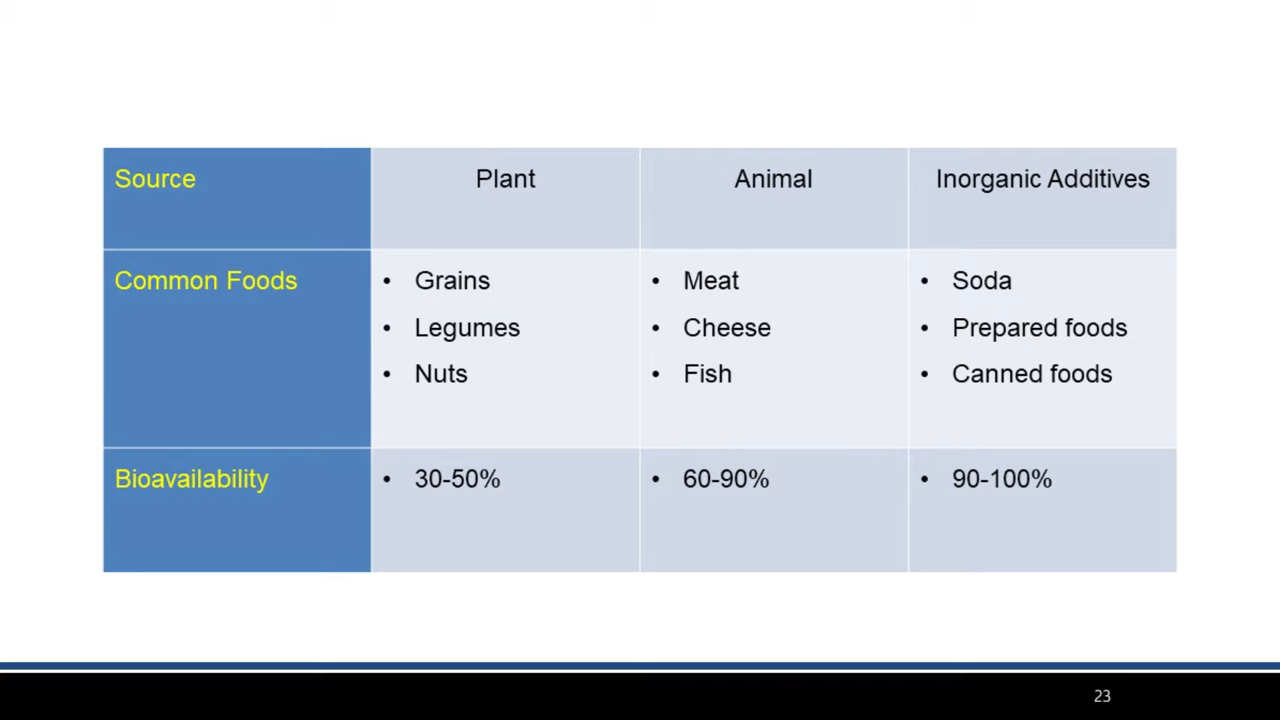 Source Plant Animal Inorganic Additives
Common Foods • Grains • Meat • Soda
• Legumes • Cheese • Prepared foods
• Nuts • Fish • Canned foods
Bioavailability • 30-50% • 60-90% • 90-100%
23